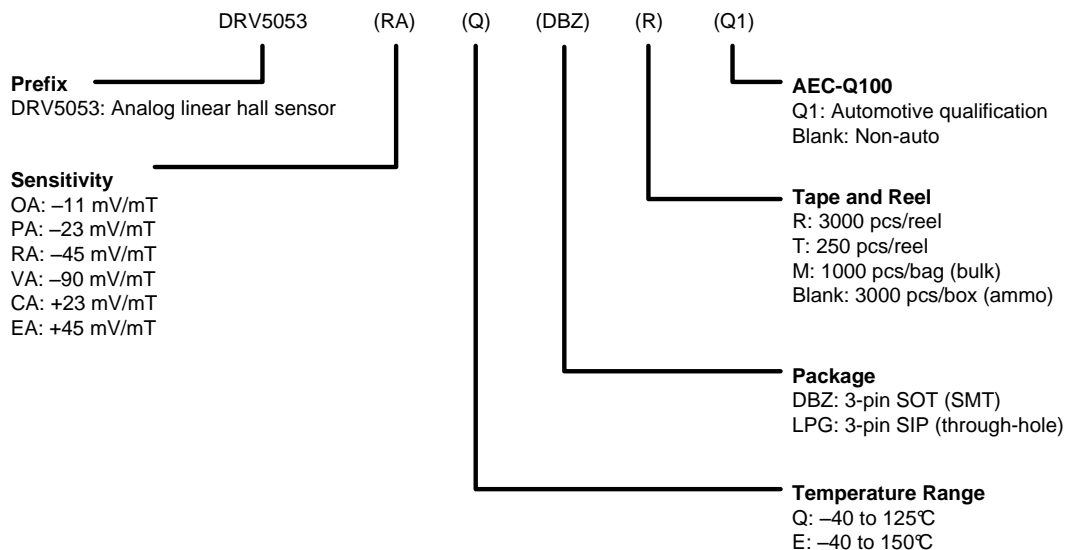 DRV5053 (RA) (Q) (DBZ) (R) (Q1)
Prefix
DRV5053: Analog linear hall sensor
Sensitivity
OA: –11 mV/mT
PA: –23 mV/mT
RA: –45 mV/mT
VA: –90 mV/mT
CA: +23 mV/mT
EA: +45 mV/mT
AEC-Q100
Q1: Automotive qualification
Blank: Non-auto
Tape and Reel
R: 3000 pcs/reel
T: 250 pcs/reel
M: 1000 pcs/bag (bulk)
Blank: 3000 pcs/box (ammo)
Package
DBZ: 3-pin SOT (SMT)
LPG: 3-pin SIP (through-hole)
Temperature Range
Q: –40 to 125℃
E: –40 to 150℃